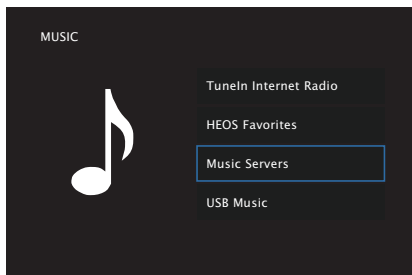 MUSIC
TuneIn Internet Radio
HEOS Favorites
Music Servers
USB Music